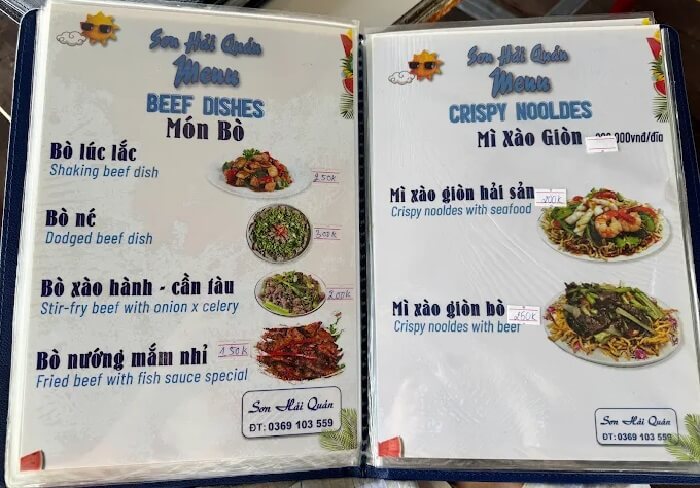 Sơn Hải Quán
Menu
BEEF DISHES
Món Bò
Bò lúc lắc
Shaking beef dish
250K
Bò né
Dodged beef dish
300K
Bò xào hành - cần tàu
Stir-fry beef with onion x celery
200K
Bò nướng mắm nhỉ
Fried beef with fish sauce special
150K
Sơn Hải Quán
ĐT: 0369 103 559
Sơn Hải Quán
Menu
CRISPY NOOLDES
Mì Xào Giòn
Mì xào giòn hải sản
Crispy nooldes with seafood
200K
Mì xào giòn bò
Crispy nooldes with beef
250K
Sơn Hải Quán
ĐT: 0369 103 559